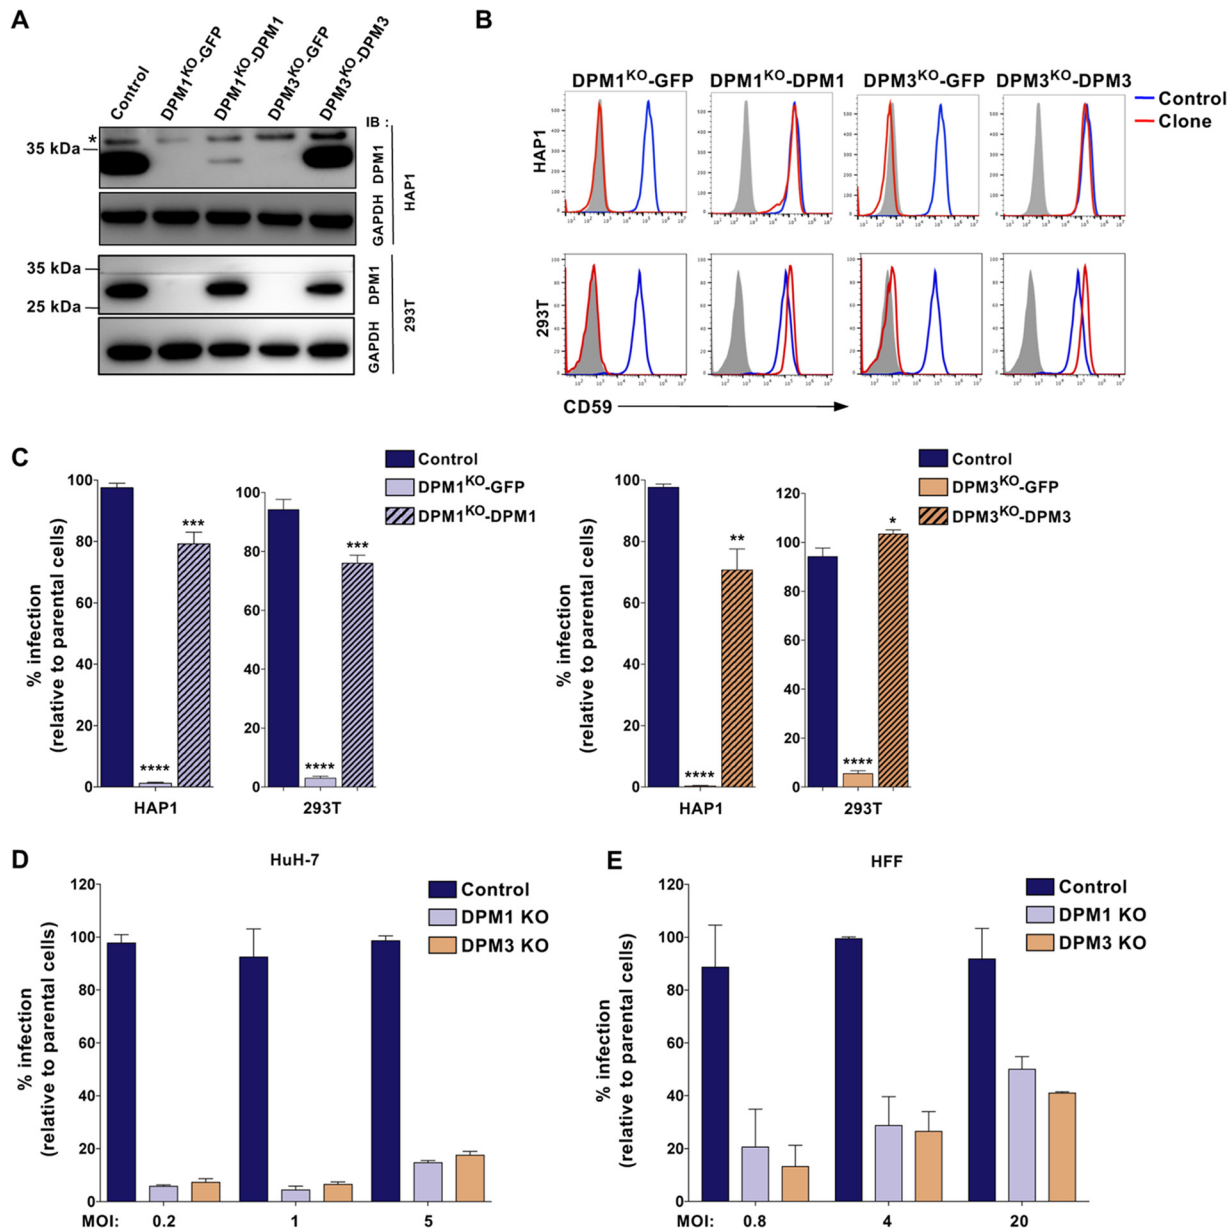 A
Control
DPM1KO-GFP
DPM1KO-DPM1
DPM3KO-GFP
DPM3KO-DPM3
IB :
*
35 kDa
DPM1
GAPDH
HAP1
35 kDa
25 kDa
DPM1
GAPDH
293T
B
DPM1KO-GFP
DPM1KO-DPM1
DPM3KO-GFP
DPM3KO-DPM3
Control
Clone
HAP1
293T
CD59
C
Control
DPM1KO-GFP
DPM1KO-DPM1
% infection
(relative to parental cells)
100
80
60
40
20
0
****
***
HAP1
100
80
60
40
20
0
****
***
293T
Control
DPM3KO-GFP
DPM3KO-DPM3
% infection
(relative to parental cells)
100
80
60
40
20
0
****
**
HAP1
120
100
80
60
40
20
0
****
*
293T
D
HuH-7
Control
DPM1 KO
DPM3 KO
% infection
(relative to parental cells)
120
100
80
60
40
20
0
MOI: 0.2 1 5
E
HFF
Control
DPM1 KO
DPM3 KO
% infection
(relative to parental cells)
120
100
80
60
40
20
0
MOI: 0.8 4 20